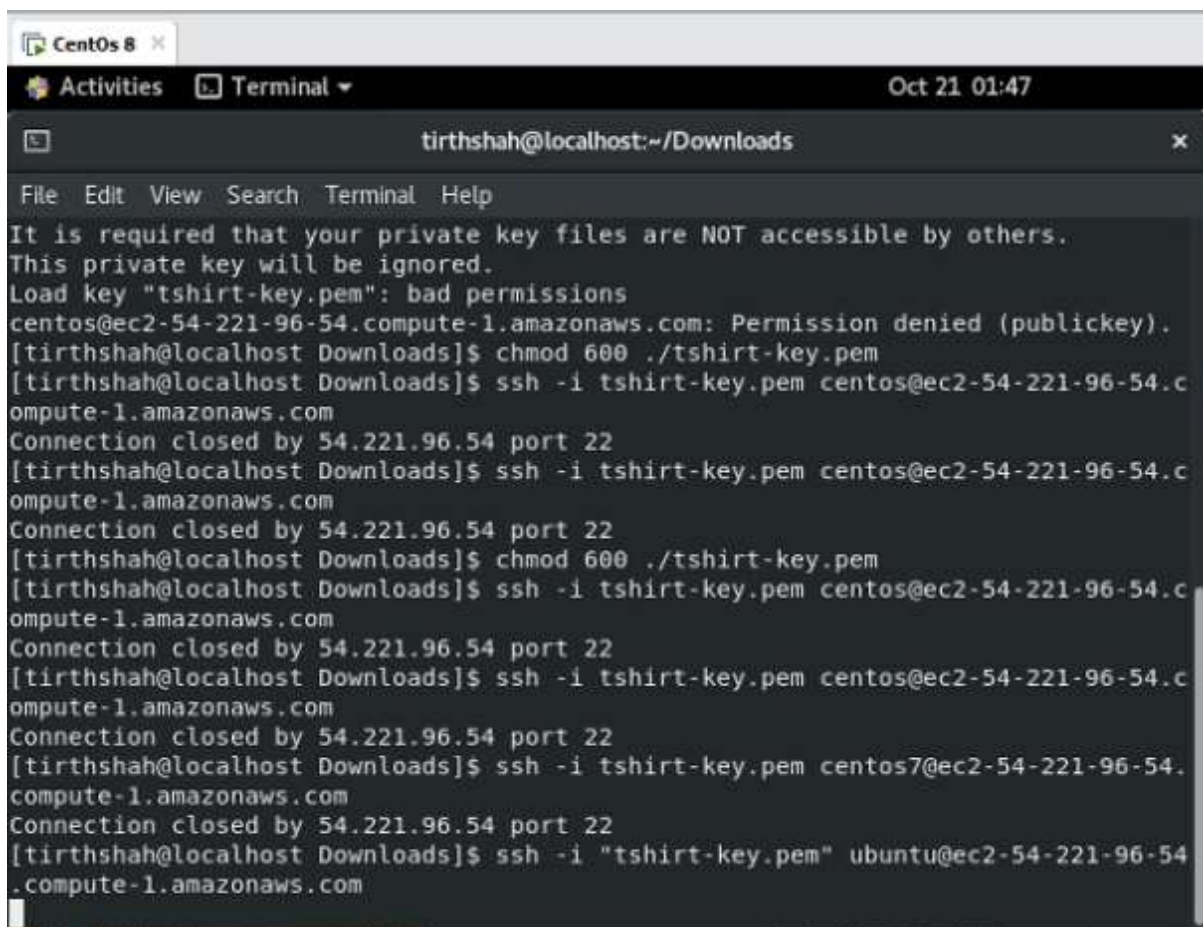 CentOs 8
Activities Terminal Oct 21 01:47
tirthshah@localhost:~/Downloads
File Edit View Search Terminal Help
It is required that your private key files are NOT accessible by others.
This private key will be ignored.
Load key "tshirt-key.pem": bad permissions
centos@ec2-54-221-96-54.compute-1.amazonaws.com: Permission denied (publickey).
[tirthshah@localhost Downloads]$ chmod 600 ./tshirt-key.pem
[tirthshah@localhost Downloads]$ ssh -i tshirt-key.pem centos@ec2-54-221-96-54.c
ompute-1.amazonaws.com
Connection closed by 54.221.96.54 port 22
[tirthshah@localhost Downloads]$ ssh -i tshirt-key.pem centos@ec2-54-221-96-54.c
ompute-1.amazonaws.com
Connection closed by 54.221.96.54 port 22
[tirthshah@localhost Downloads]$ chmod 600 ./tshirt-key.pem
[tirthshah@localhost Downloads]$ ssh -i tshirt-key.pem centos@ec2-54-221-96-54.c
ompute-1.amazonaws.com
Connection closed by 54.221.96.54 port 22
[tirthshah@localhost Downloads]$ ssh -i tshirt-key.pem centos@ec2-54-221-96-54.c
ompute-1.amazonaws.com
Connection closed by 54.221.96.54 port 22
[tirthshah@localhost Downloads]$ ssh -i tshirt-key.pem centos7@ec2-54-221-96-54.
compute-1.amazonaws.com
Connection closed by 54.221.96.54 port 22
[tirthshah@localhost Downloads]$ ssh -i "tshirt-key.pem" ubuntu@ec2-54-221-96-54
.compute-1.amazonaws.com